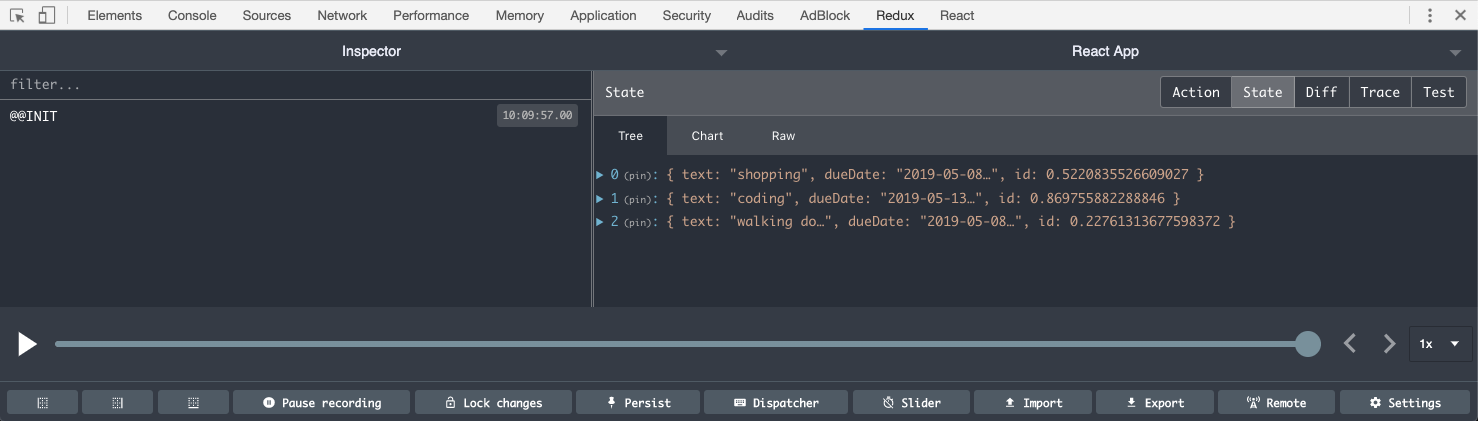 Elements Console Sources Network Performance Memory Application Security Audits AdBlock Redux React
Inspector React App
filter...
State Action State Diff Trace Test
@@INIT 10:09:57.00
Tree Chart Raw
0 (pin): { text: "shopping", dueDate: "2019-05-08…", id: 0.5220835526609027 }
1 (pin): { text: "coding", dueDate: "2019-05-13…", id: 0.869755882288846 }
2 (pin): { text: "walking do…", dueDate: "2019-05-08…", id: 0.22761313677598372 }
1x
Pause recording Lock changes Persist Dispatcher Slider Import Export Remote Settings